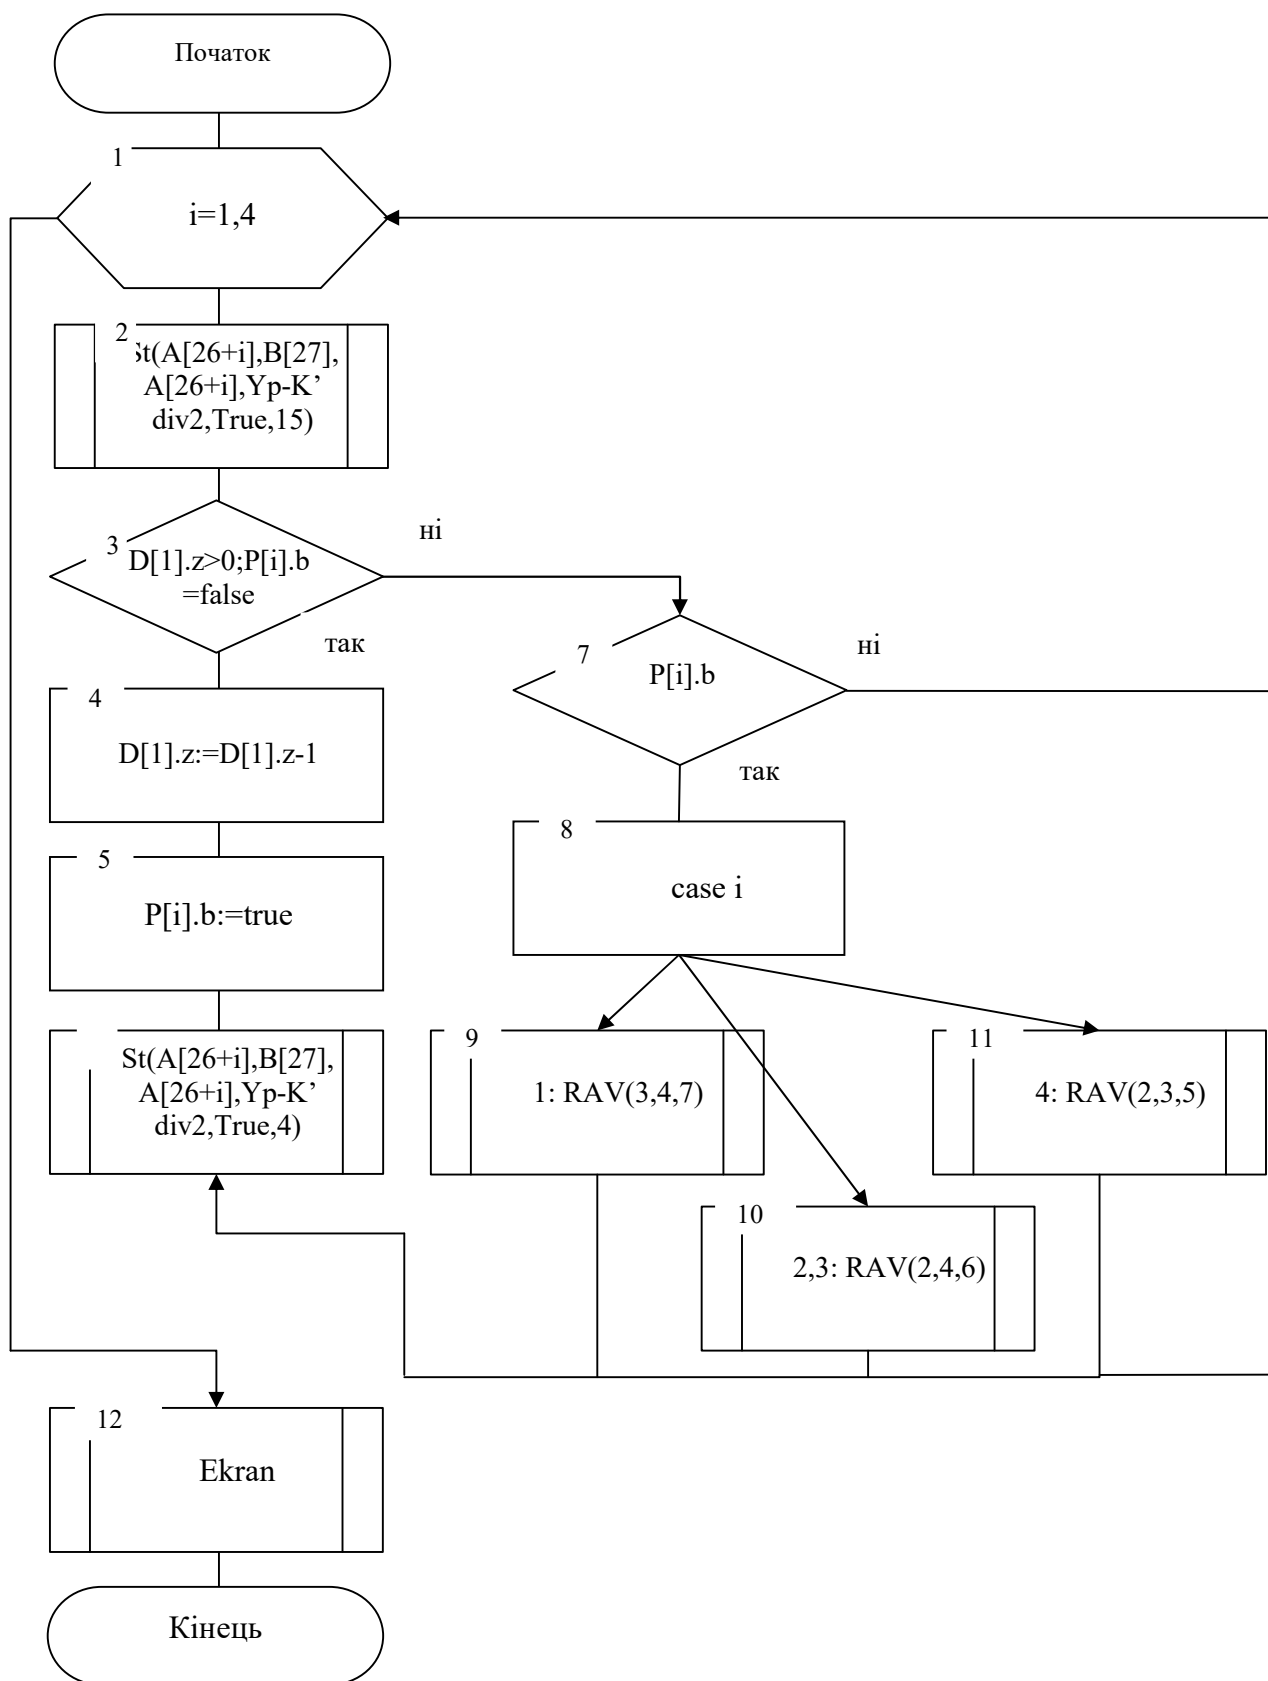 Початок
1
i=1,4
2
St(A[26+i],B[27],
A[26+i],Yp-K’
div2,True,15)
3
D[1].z>0;P[i].b
=false
ні
так
4
D[1].z:=D[1].z-1
5
P[i].b:=true
St(A[26+i],B[27],
A[26+i],Yp-K’
div2,True,4)
7
P[i].b
ні
так
8
case i
9
1: RAV(3,4,7)
11
4: RAV(2,3,5)
10
2,3: RAV(2,4,6)
12
Ekran
Кінець